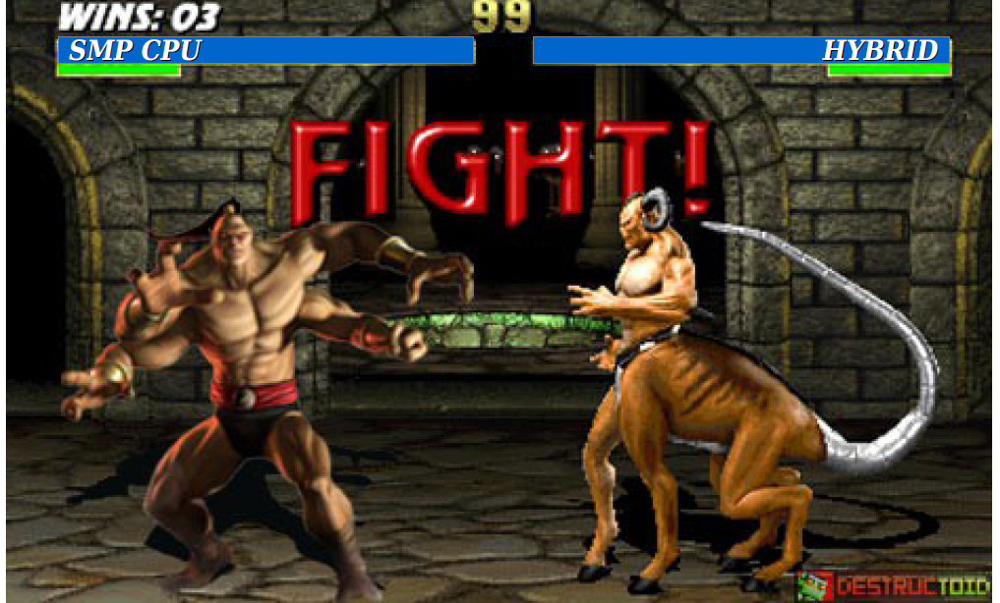 WINS: 03
99
SMP CPU
HYBRID
FIGHT!
DESTRUCTOID